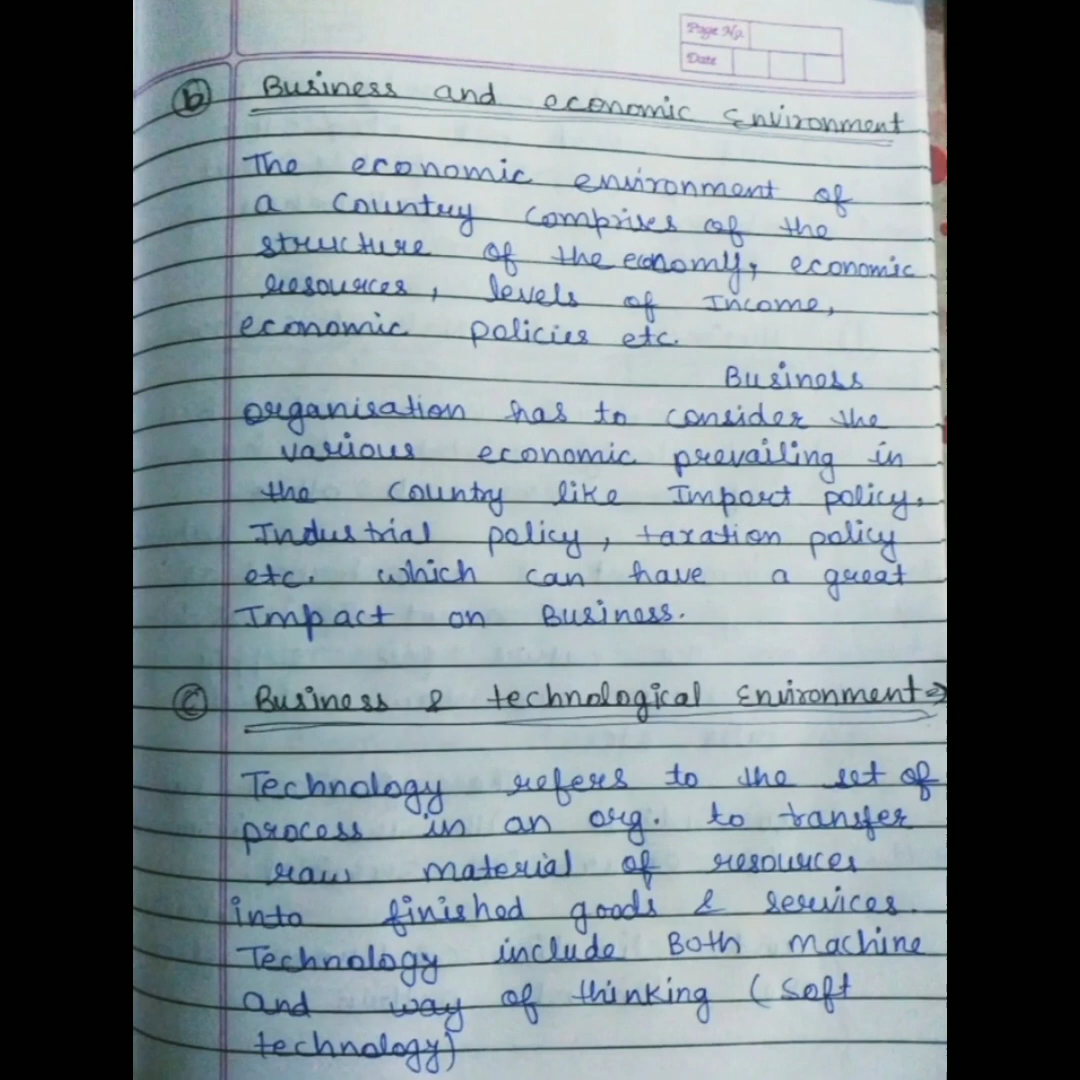 Page No.
Date
(b) Business and economic Environment
The economic environment of
a country comprises of the
structure of the economy, economic
resources, levels of Income,
economic policies etc.
Business
organisation has to consider the
various economic prevailing in
the country like Import policy,
Industrial policy, taxation policy
etc. which can have a great
Impact on Business.
(c) Business & technological Environment ⇒
Technology refers to the set of
process in an org. to transfer
raw material of resources
into finished goods & services.
Technology include Both machine
and way of thinking (soft
technology)